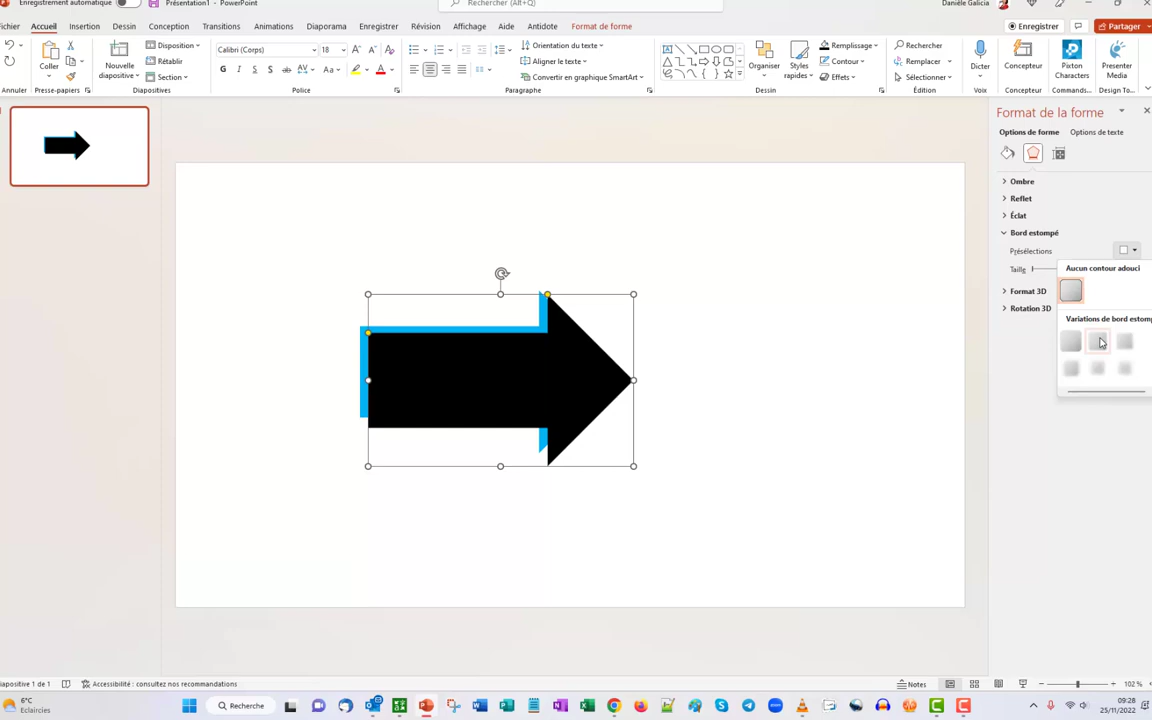 Enregistrement automatique
Présentation1 - PowerPoint
Rechercher (Alt+Q)
Danièle Galicia
Fichier Accueil Insertion Dessin Conception Transitions Animations Diaporama Enregistrer Révision Affichage Aide Antidote Format de forme
Enregistrer
Partager
Coller
Nouvelle diapositive
Disposition
Rétablir
Section
Calibri (Corps) 18
G I S S ab AV Aa A
Orientation du texte
Aligner le texte
Convertir en graphique SmartArt
Organiser
Styles rapides
Remplissage
Contour
Effets
Rechercher
Remplacer
Sélectionner
Dicter
Concepteur
Pixton Characters
Presenter Media
Annuler Presse-papiers Diapositives Police Paragraphe Dessin Édition Voix Concepteur Commands... Design To...
Format de la forme
Options de forme Options de texte
Ombre
Reflet
Éclat
Bord estompé
Présélections
Taille
Aucun contour adouci
Format 3D
Rotation 3D
Variations de bord estomp
iapositive 1 de 1
Accessibilité : consultez nos recommandations
Notes
102 %
6°C
Eclaircies
Recherche
09:28
25/11/2022